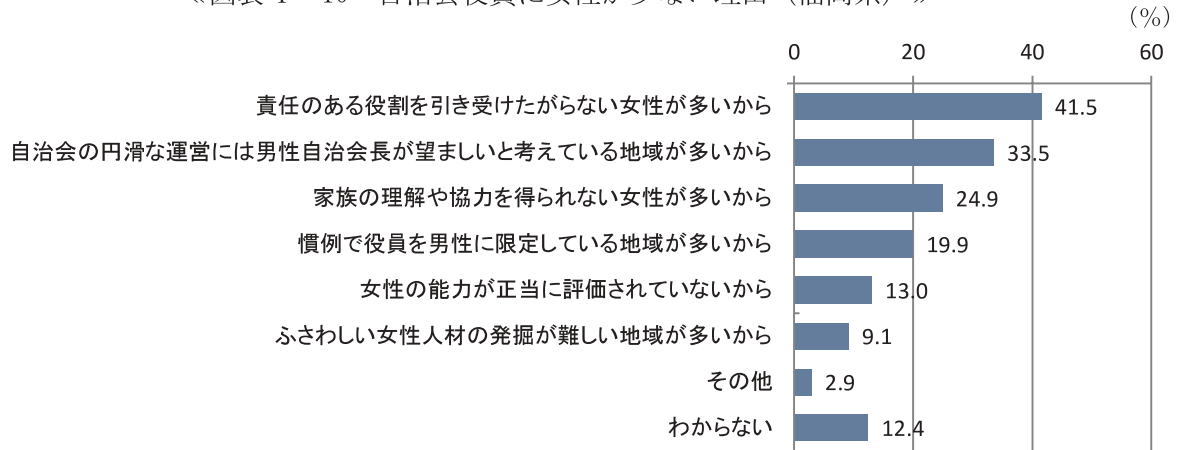 (%)
0 20 40 60
責任のある役割を引き受けたがらない女性が多いから 41.5
自治会の円滑な運営には男性自治会長が望ましいと考えている地域が多いから 33.5
家族の理解や協力を得られない女性が多いから 24.9
慣例で役員を男性に限定している地域が多いから 19.9
女性の能力が正当に評価されていないから 13.0
ふさわしい女性人材の発掘が難しい地域が多いから 9.1
その他 2.9
わからない 12.4